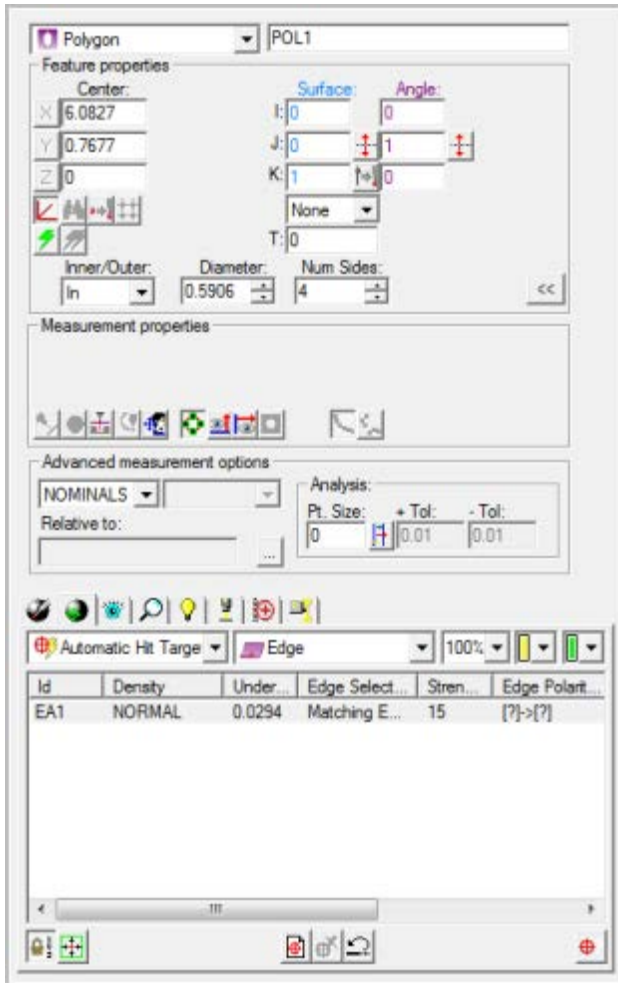 Polygon POL1
Feature properties
Center: Surface: Angle:
X 6.0827 I: 0 0
Y 0.7677 J: 0 1
Z 0 K: 1 0
None
T: 0
Inner/Outer: Diameter: Num Sides:
In 0.5906 4 <<
Measurement properties
Advanced measurement options
NOMINALS Analysis:
Pt. Size: + Tol: - Tol:
Relative to: 0 0.01 0.01
...
Automatic Hit Targe Edge 100%
Id Density Under... Edge Select... Stren... Edge Polarit...
EA1 NORMAL 0.0294 Matching E... 15 [?]->[?]